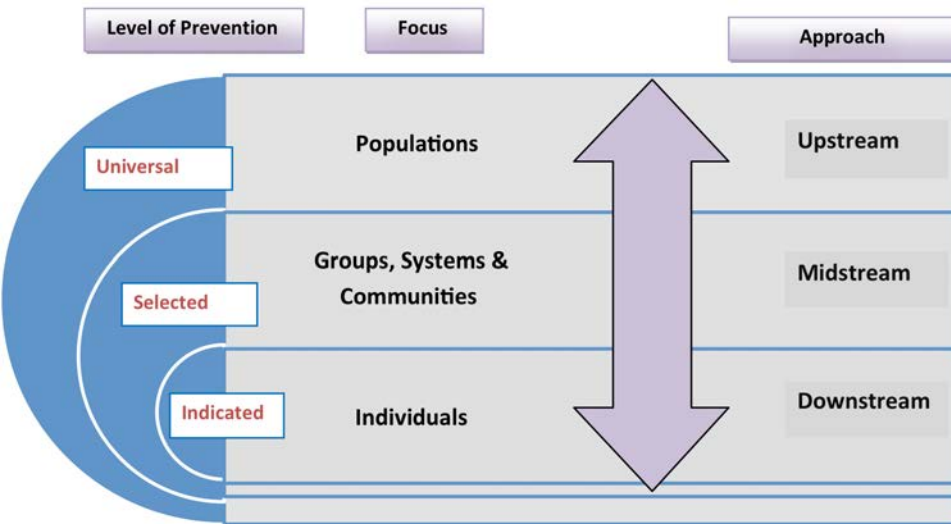 Level of Prevention
Focus
Approach
Universal
Populations
Upstream
Selected
Groups, Systems &
Communities
Midstream
Indicated
Individuals
Downstream